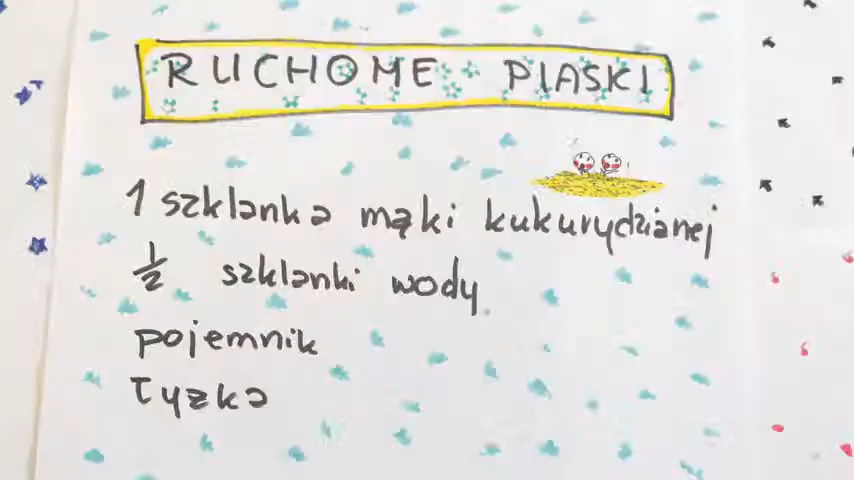 RUCHOME PIASKI
1 szklanka mąki kukurydzianej
1/2 szklanki wody
pojemnik
łyżka